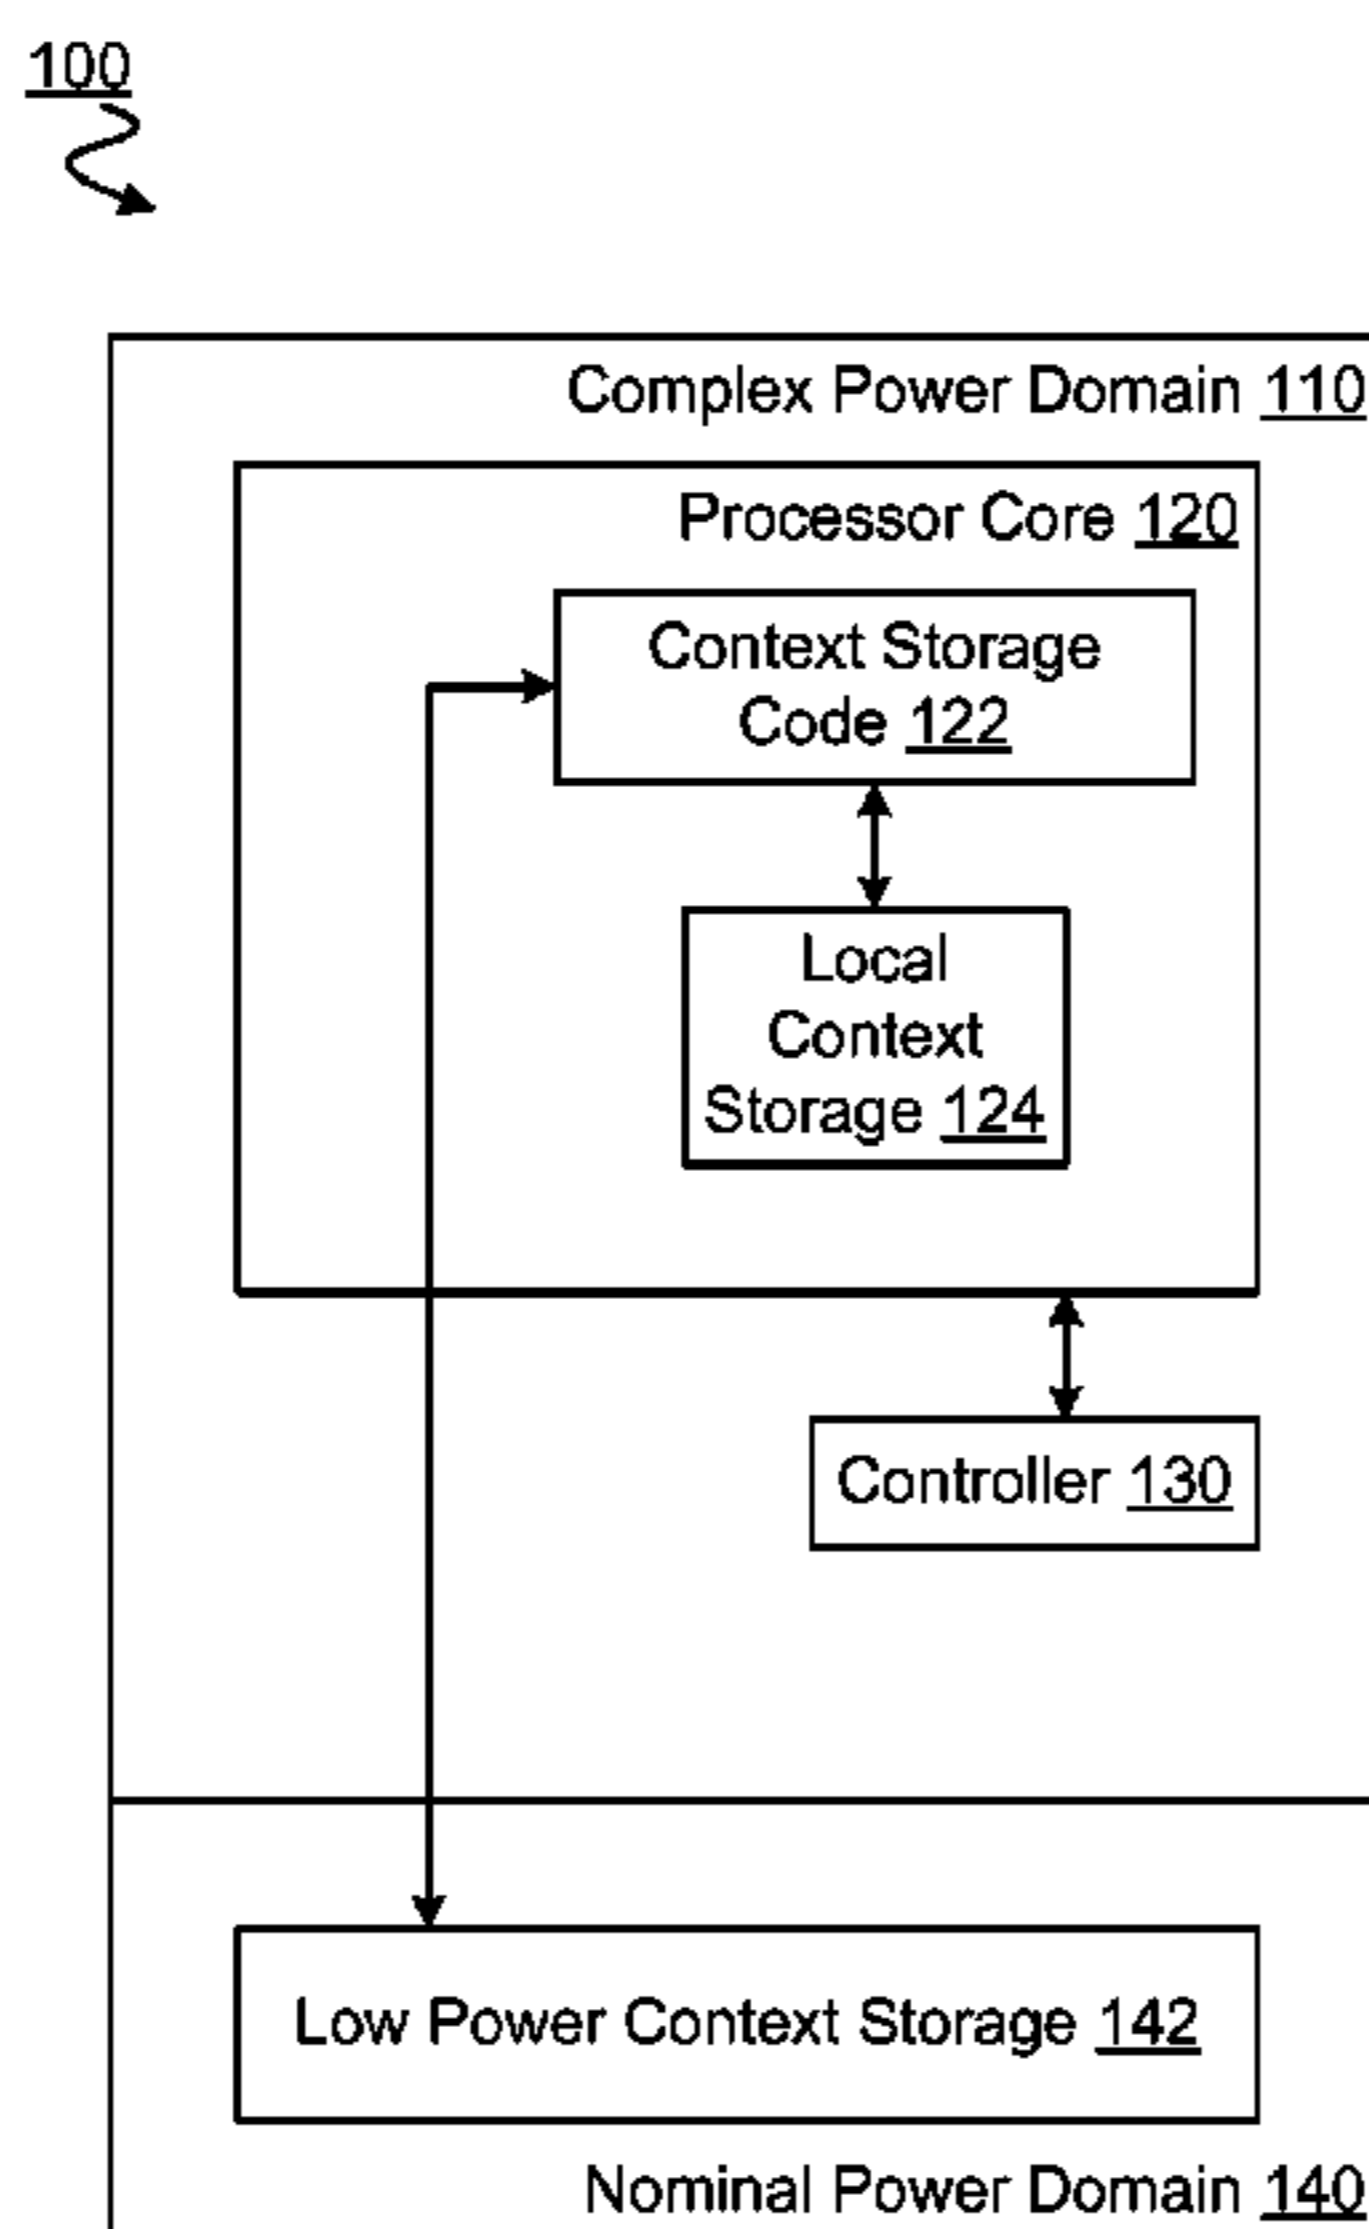 100
Complex Power Domain 110
Processor Core 120
Context Storage
Code 122
Local
Context
Storage 124
Controller 130
Low Power Context Storage 142
Nominal Power Domain 140